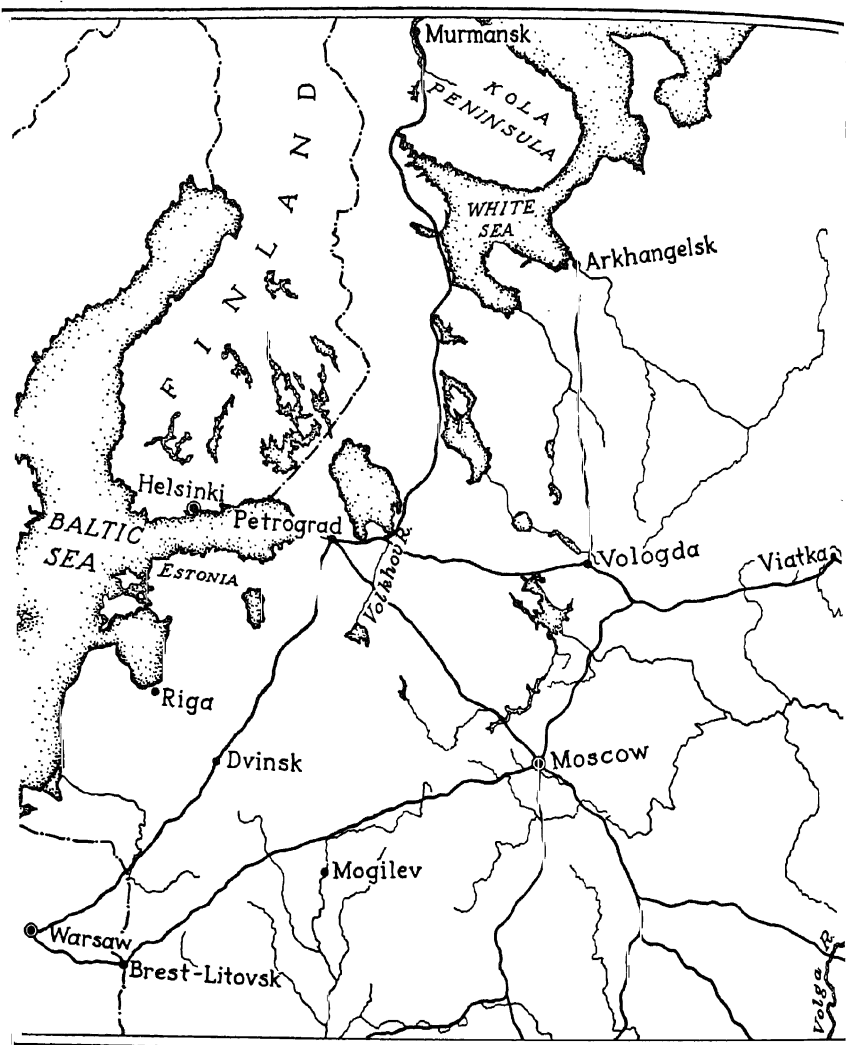 Murmansk
KOLA
PENINSULA
FINLAND
WHITE
SEA
Arkhangelsk
Helsinki
Petrograd
BALTIC
SEA
ESTONIA
Volkhov R.
Vologda
Viatka
Riga
Dvinsk
Moscow
Mogilev
Warsaw
Brest-Litovsk
Volga R.